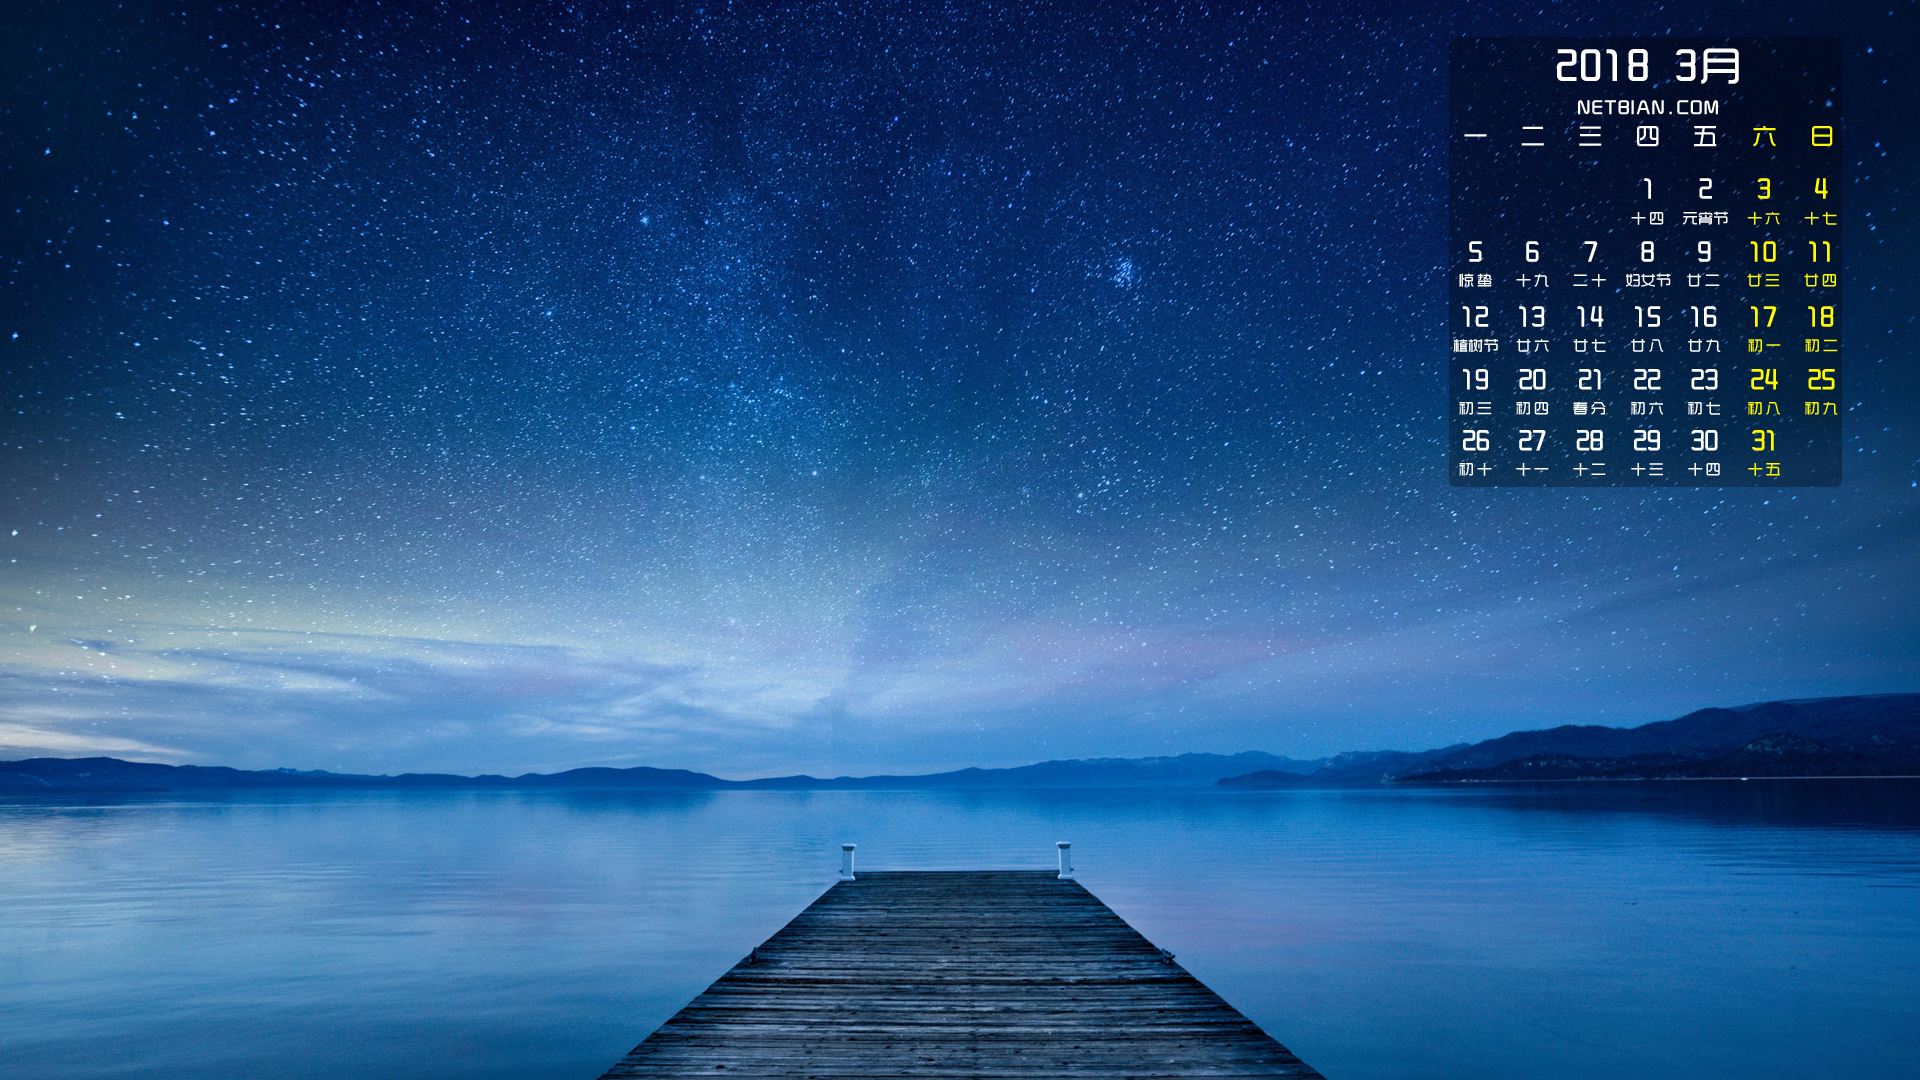 2018 3月
NETBIAN.COM
一 二 三 四 五 六 日
1 2 3 4
十四 元宵节 十六 十七
5 6 7 8 9 10 11
惊蛰 十九 二十 妇女节 廿二 廿三 廿四
12 13 14 15 16 17 18
植树节 廿六 廿七 廿八 廿九 初一 初二
19 20 21 22 23 24 25
初三 初四 春分 初六 初七 初八 初九
26 27 28 29 30 31
初十 十一 十二 十三 十四 十五